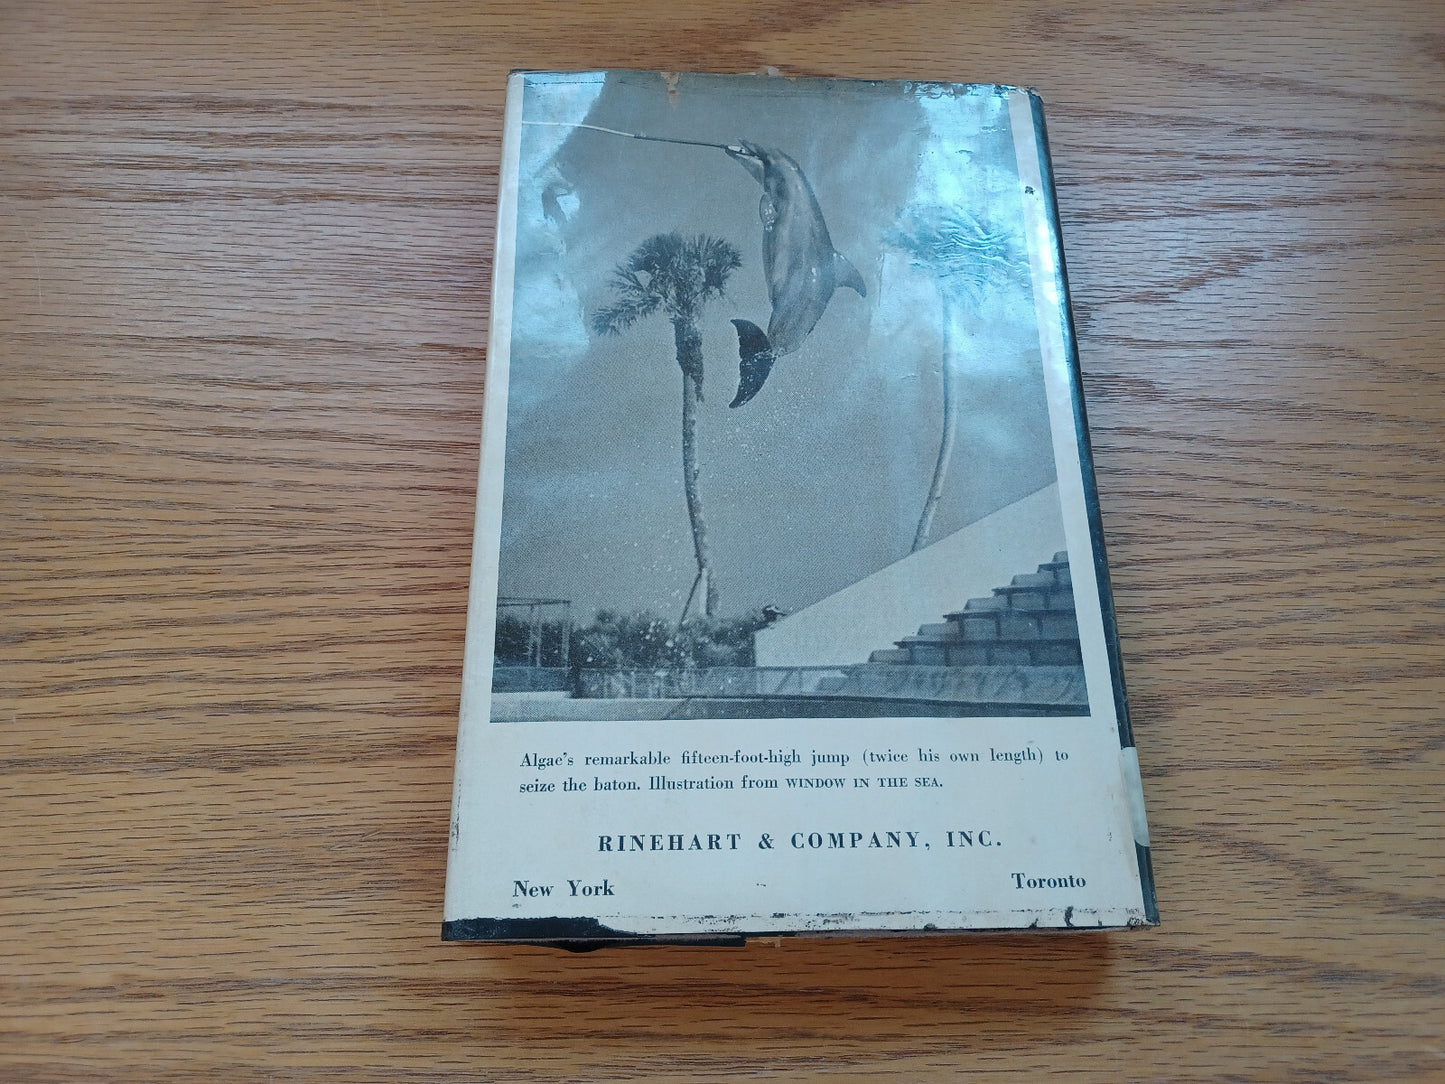 Algae's remarkable fifteen-foot-high jump (twice his own length) to
seize the baton. Illustration from WINDOW IN THE SEA.
RINEHART & COMPANY, INC.
New York Toronto